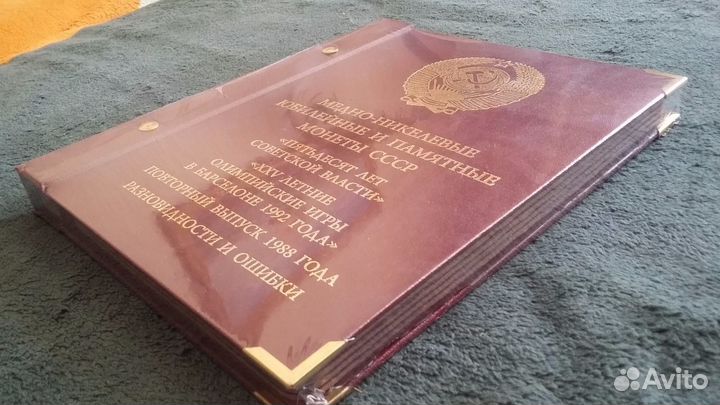 МЕДНО-НИКЕЛЕВЫЕ
ЮБИЛЕЙНЫЕ И ПАМЯТНЫЕ
МОНЕТЫ СССР
«ПЯТЬДЕСЯТ ЛЕТ
СОВЕТСКОЙ ВЛАСТИ»
«XXV ЛЕТНИЕ
ОЛИМПИЙСКИЕ ИГРЫ
В БАРСЕЛОНЕ 1992 ГОДА»
ПОВТОРНЫЙ ВЫПУСК 1988 ГОДА
РАЗНОВИДНОСТИ И ОШИБКИ
Avito